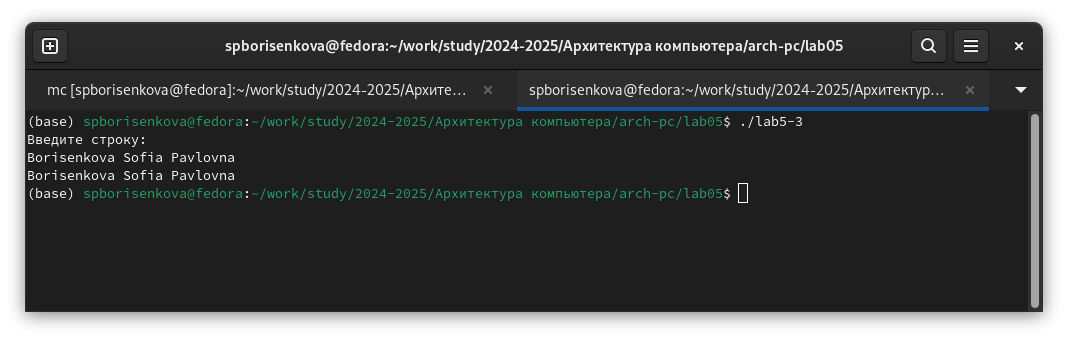 spborisenkova@fedora:~/work/study/2024-2025/Архитектура компьютера/arch-pc/lab05
mc [spborisenkova@fedora]:~/work/study/2024-2025/Архите... spborisenkova@fedora:~/work/study/2024-2025/Архитектур...
(base) spborisenkova@fedora:~/work/study/2024-2025/Архитектура компьютера/arch-pc/lab05$ ./lab5-3
Введите строку:
Borisenkova Sofia Pavlovna
Borisenkova Sofia Pavlovna
(base) spborisenkova@fedora:~/work/study/2024-2025/Архитектура компьютера/arch-pc/lab05$